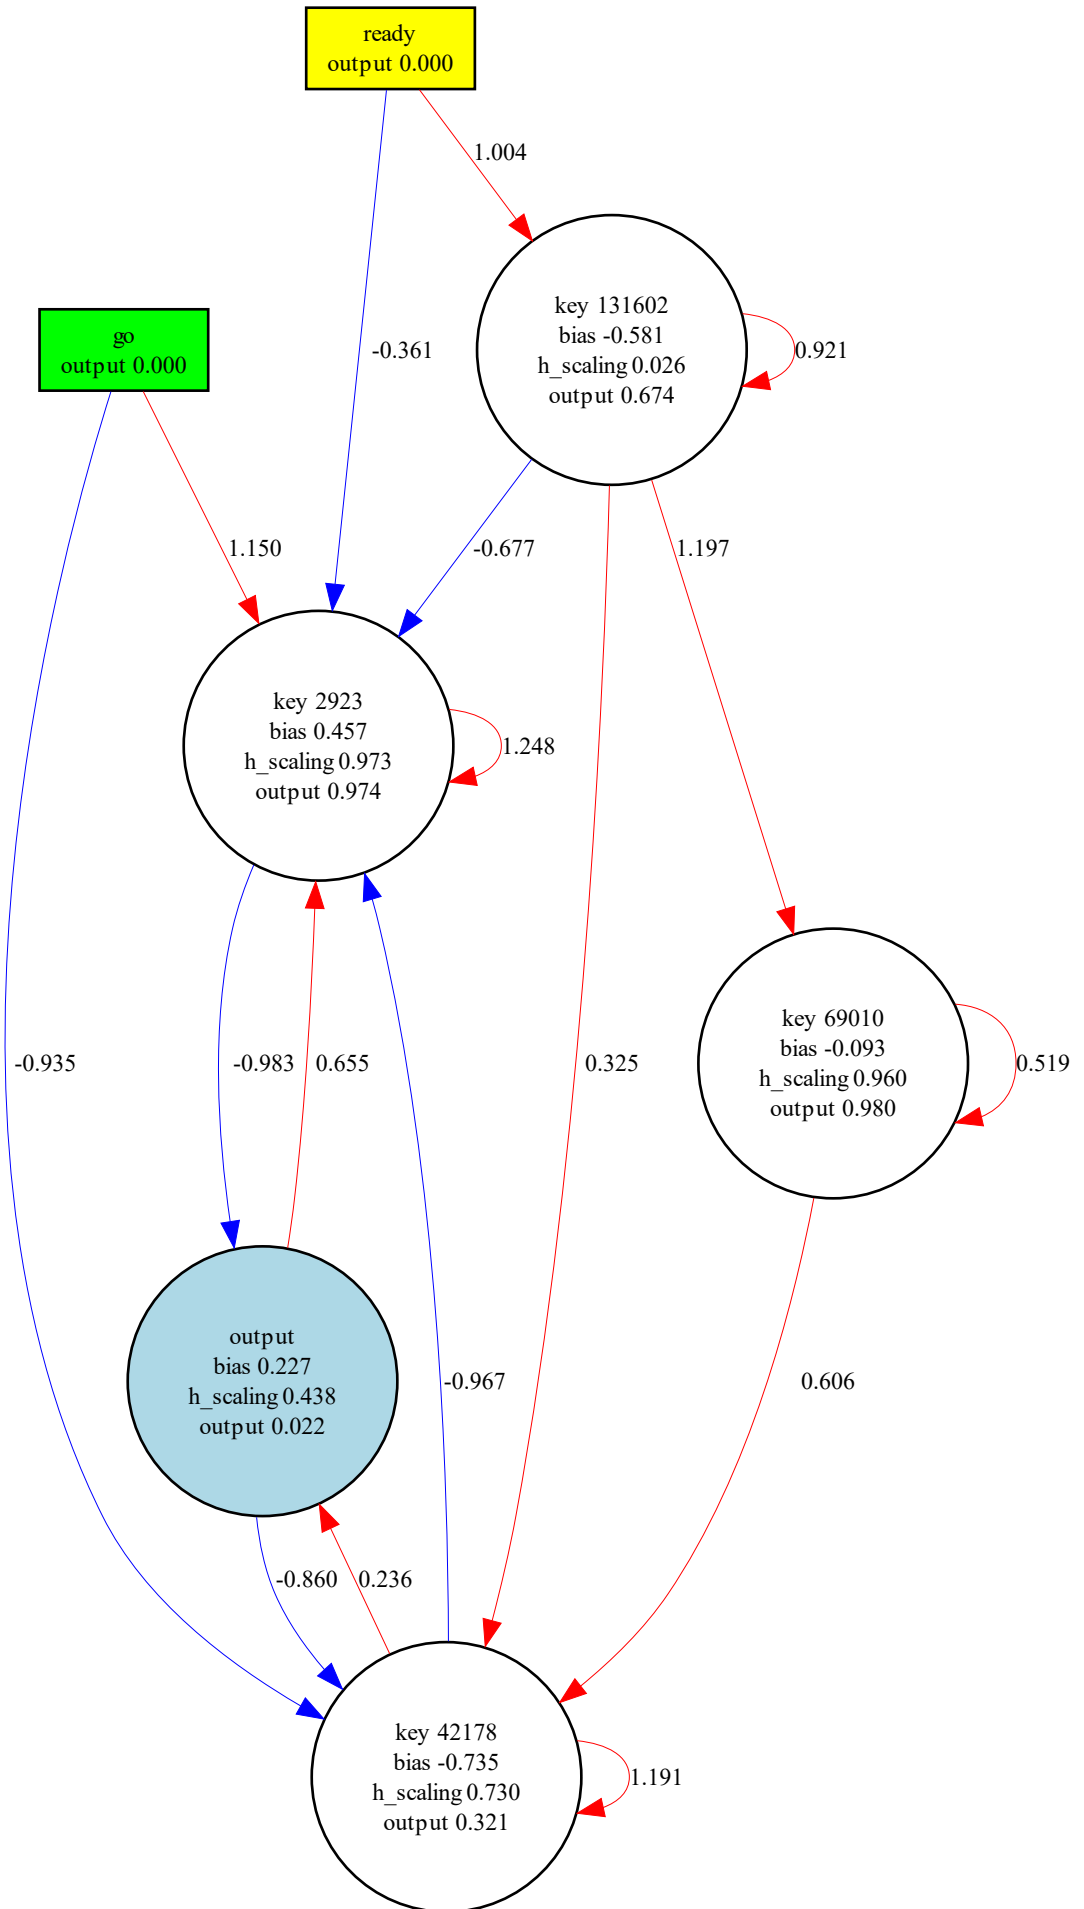 ready
output 0.000
1.004
go
output 0.000
-0.361
key 131602
bias -0.581
h_scaling 0.026
output 0.674
0.921
1.150
-0.677
1.197
key 2923
bias 0.457
h_scaling 0.973
output 0.974
1.248
-0.935
-0.983
0.655
0.325
key 69010
bias -0.093
h_scaling 0.960
output 0.980
0.519
output
bias 0.227
h_scaling 0.438
output 0.022
-0.967
0.606
-0.860
0.236
key 42178
bias -0.735
h_scaling 0.730
output 0.321
1.191